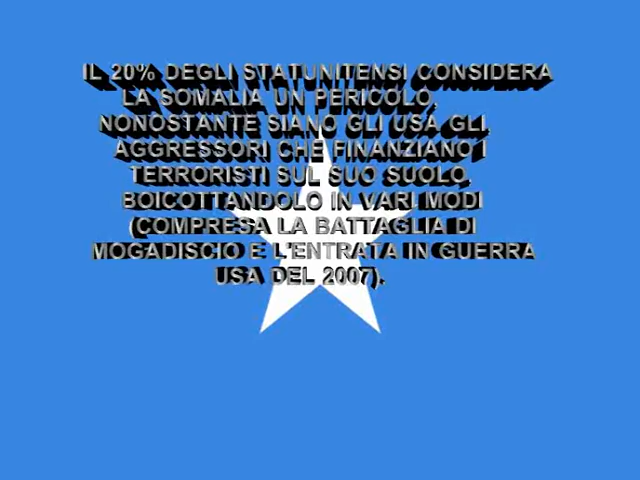 IL 20% DEGLI STATUNITENSI CONSIDERA
LA SOMALIA UN PERICOLO,
NONOSTANTE SIANO GLI USA GLI
AGGRESSORI CHE FINANZIANO I
TERRORISTI SUL SUO SUOLO,
BOICOTTANDOLO IN VARI MODI
(COMPRESA LA BATTAGLIA DI
MOGADISCIO E L'ENTRATA IN GUERRA
USA DEL 2007).